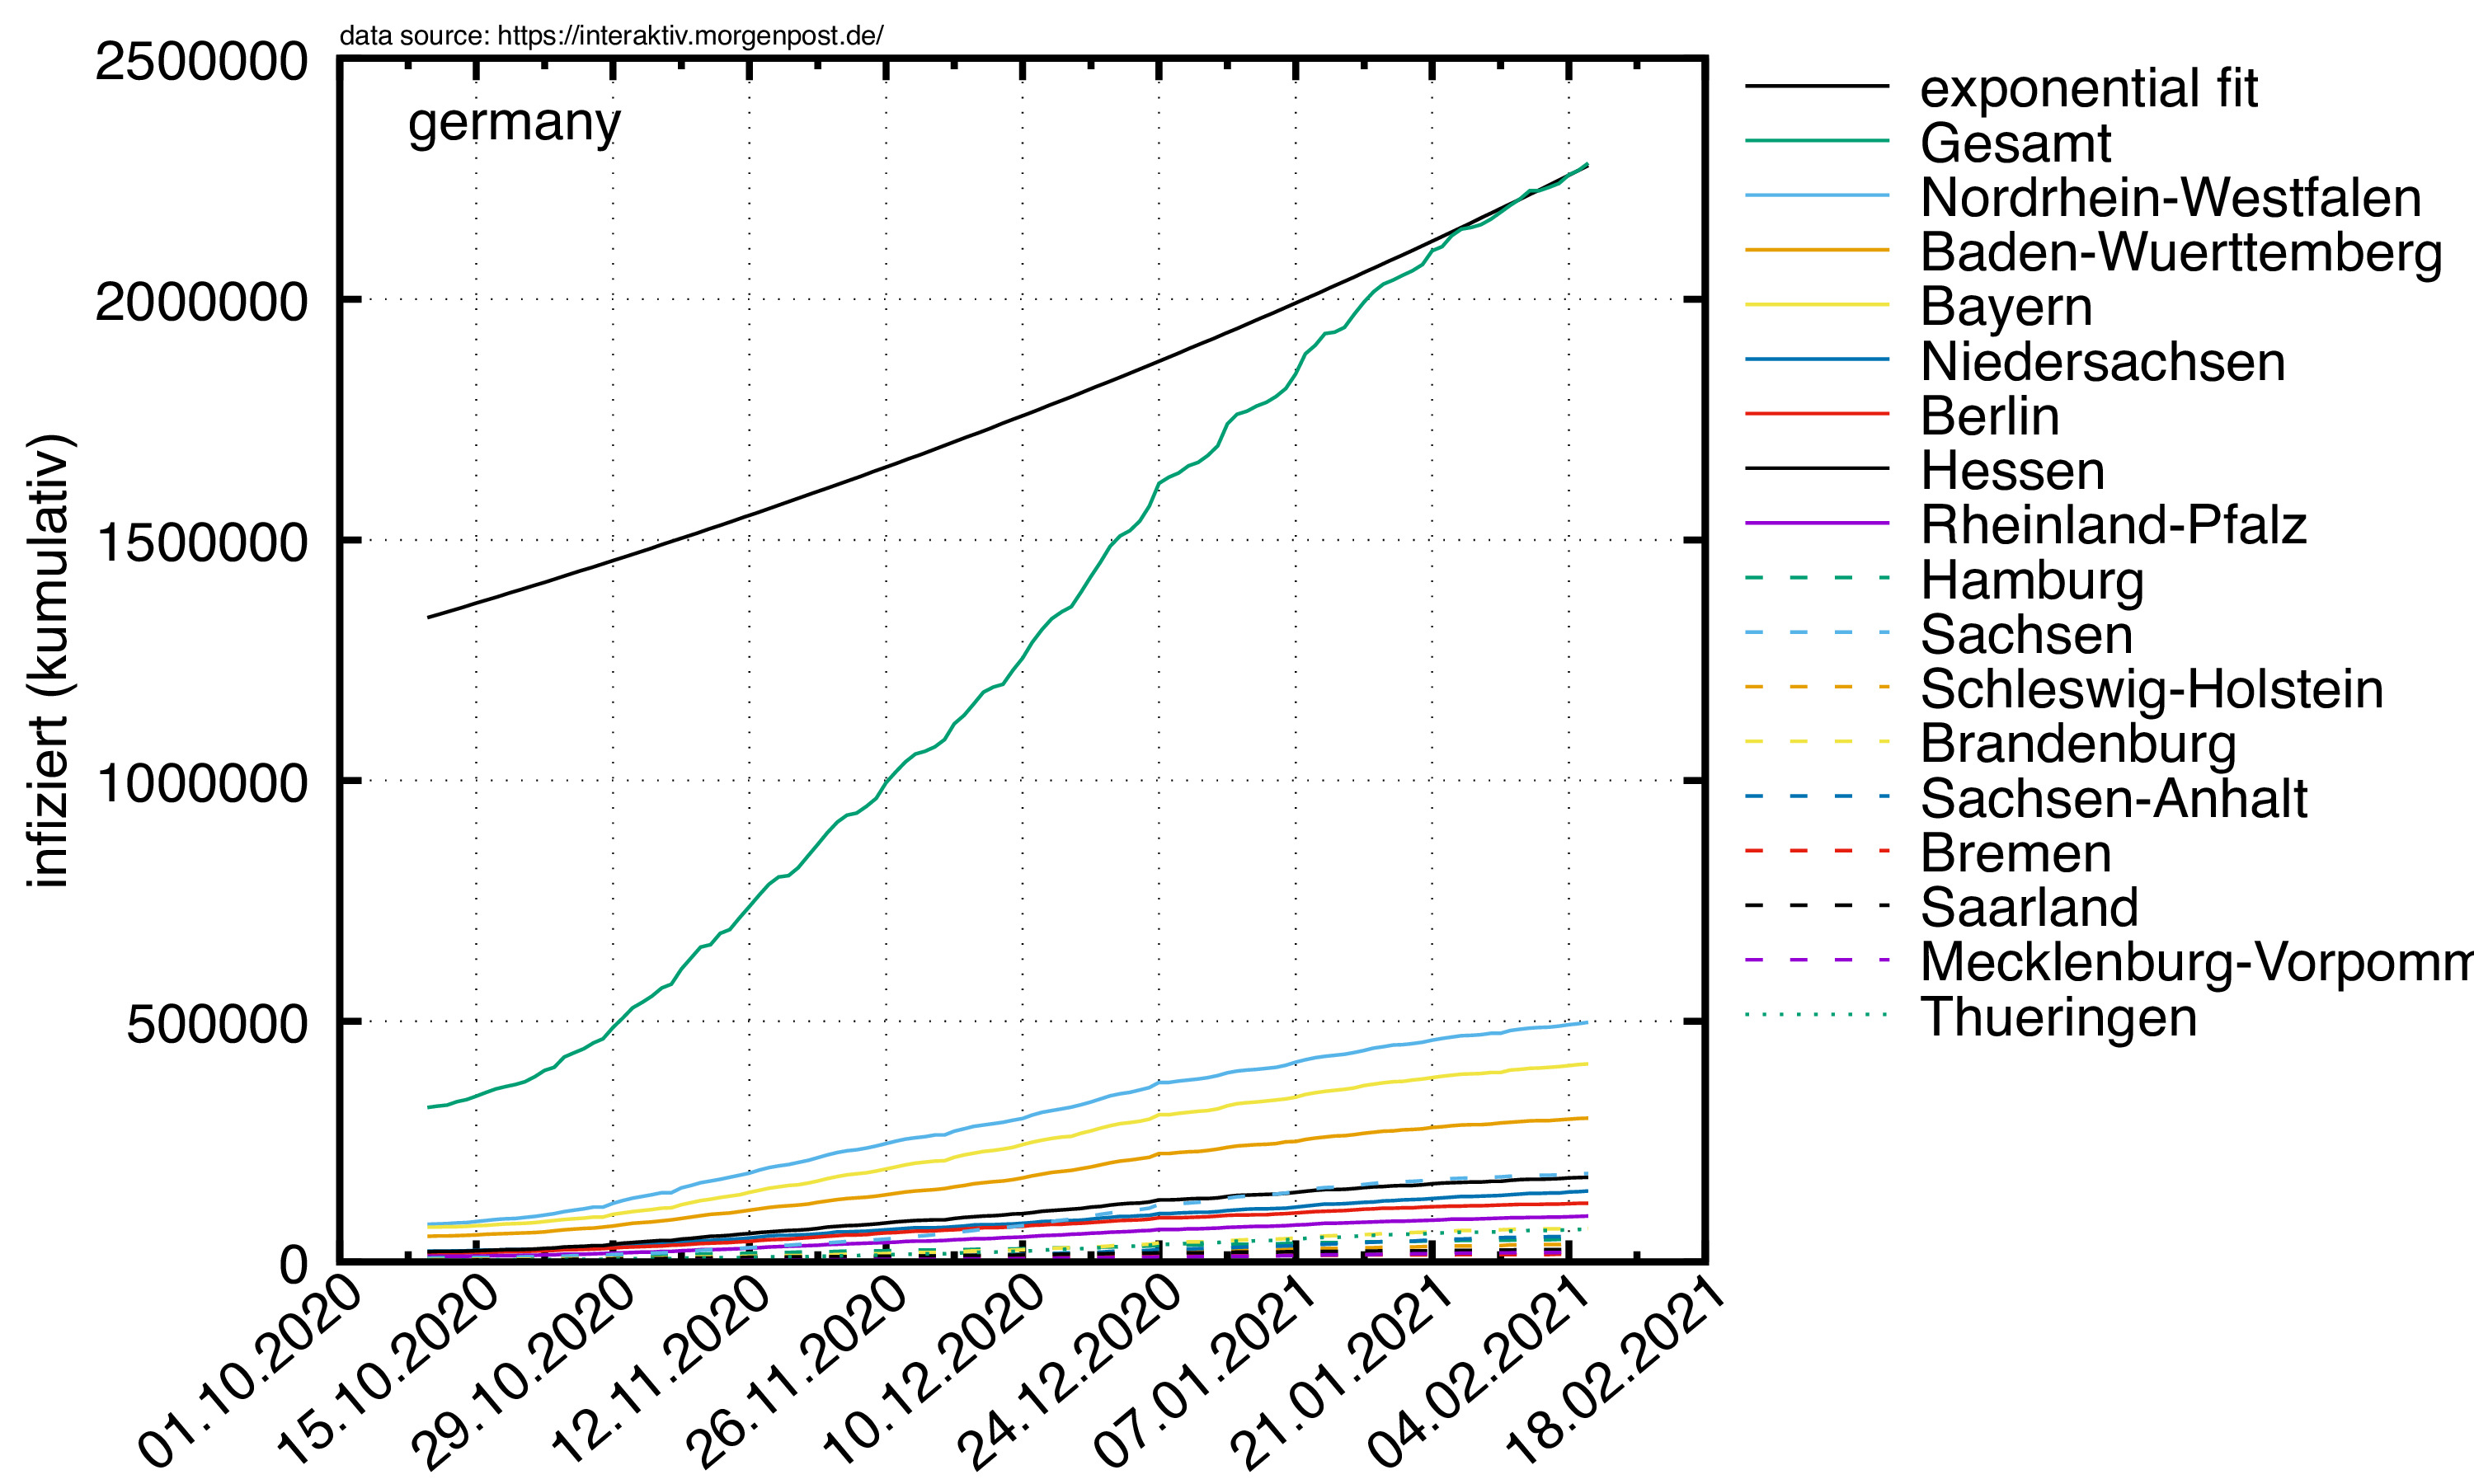 data source: https://interaktiv.morgenpost.de/
germany
infiziert (kumulativ)
2500000
2000000
1500000
1000000
500000
0
01.10.2020
15.10.2020
29.10.2020
12.11.2020
26.11.2020
10.12.2020
24.12.2020
07.01.2021
21.01.2021
04.02.2021
18.02.2021
exponential fit
Gesamt
Nordrhein-Westfalen
Baden-Wuerttemberg
Bayern
Niedersachsen
Berlin
Hessen
Rheinland-Pfalz
Hamburg
Sachsen
Schleswig-Holstein
Brandenburg
Sachsen-Anhalt
Bremen
Saarland
Mecklenburg-Vorpomm
Thueringen